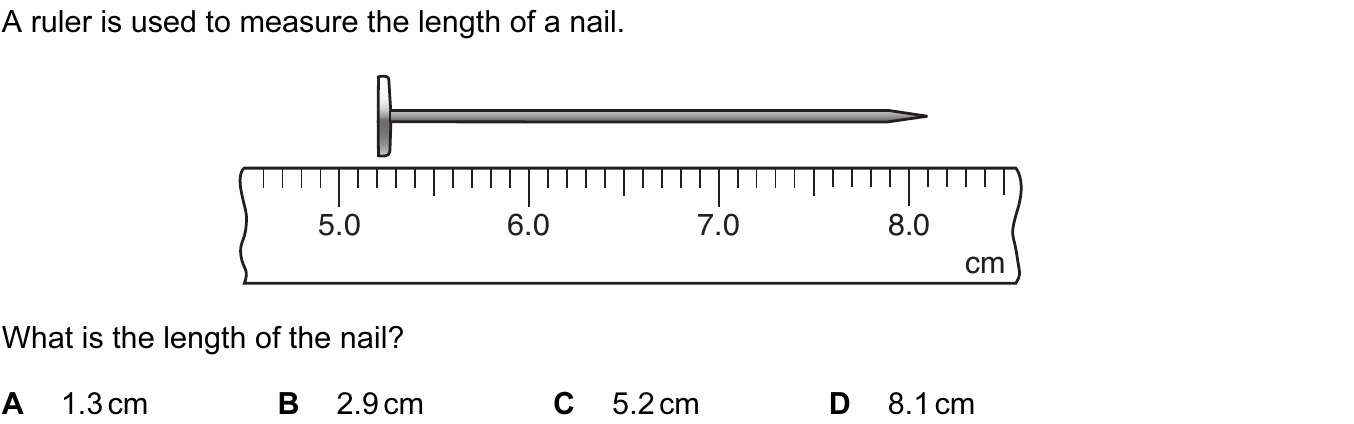 A ruler is used to measure the length of a nail.
5.0 6.0 7.0 8.0
cm
What is the length of the nail?
A 1.3 cm B 2.9 cm C 5.2 cm D 8.1 cm